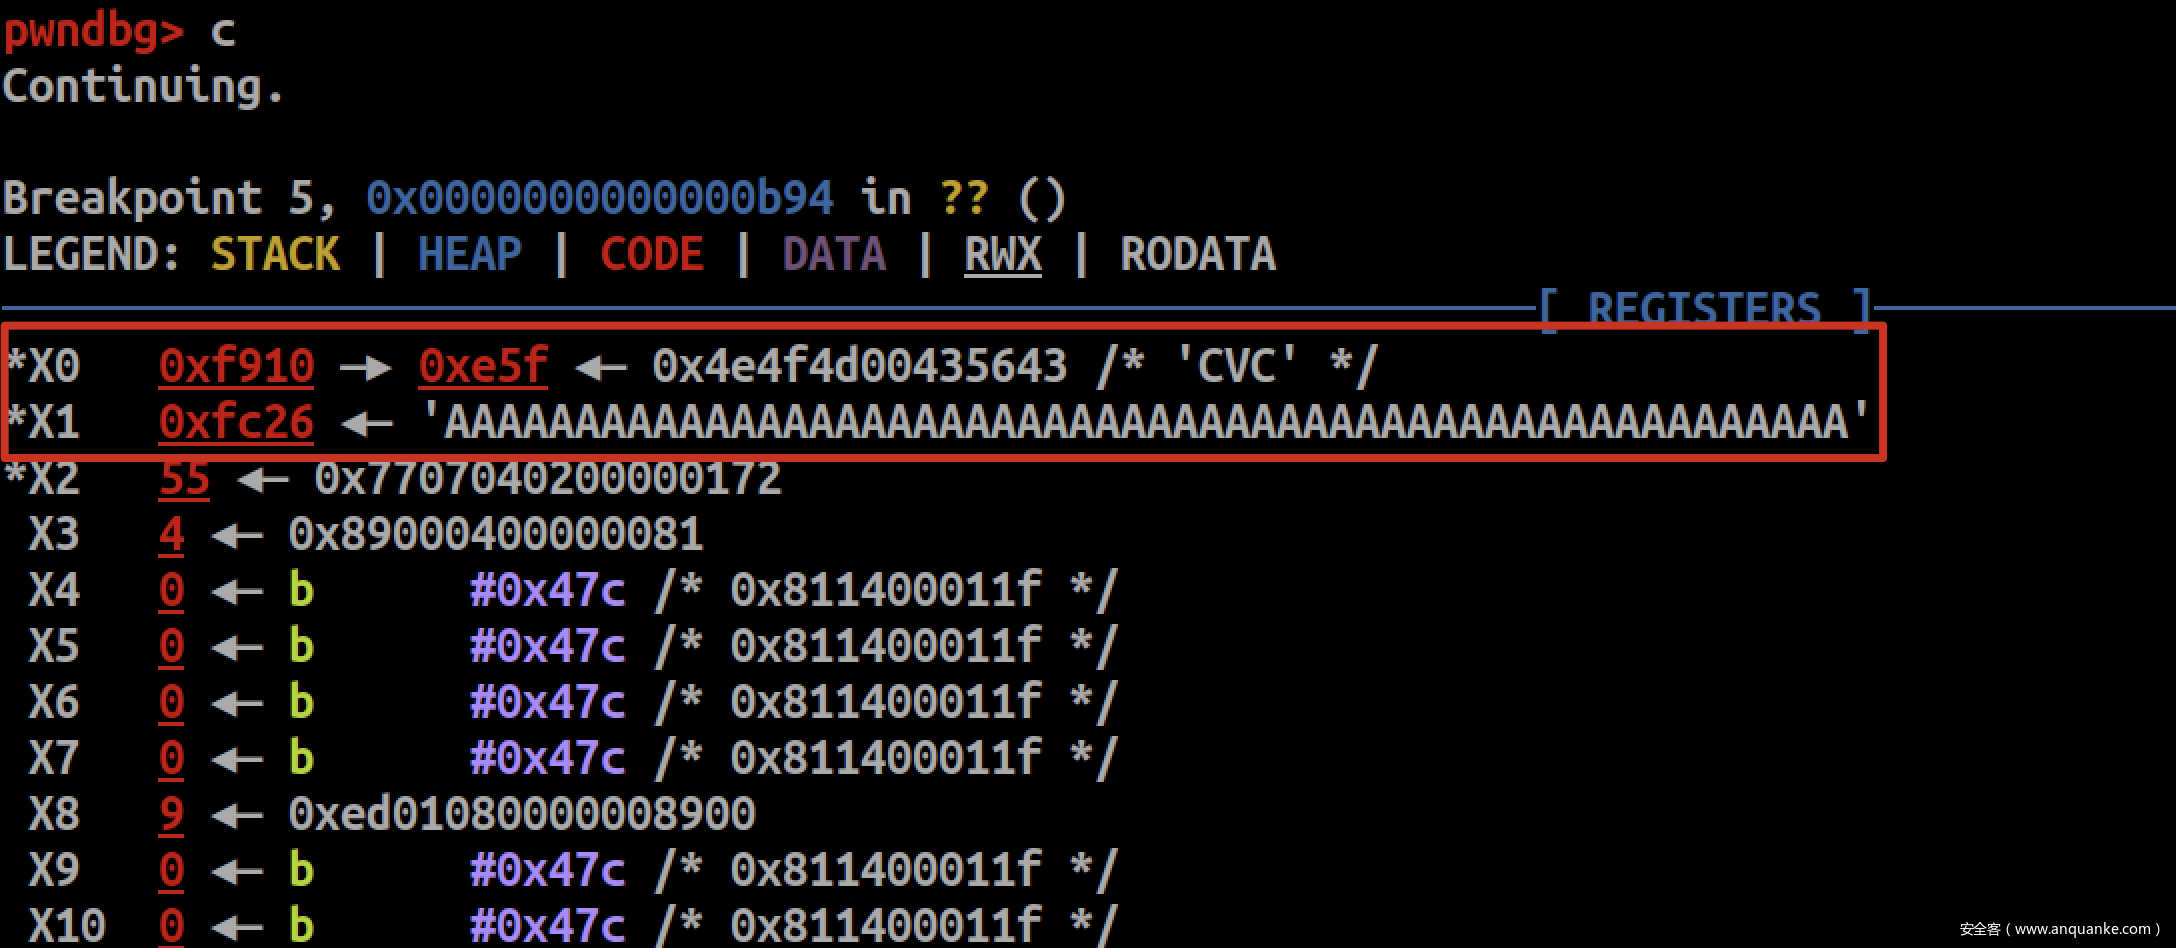 pwndbg> c
Continuing.
Breakpoint 5, 0x0000000000000b94 in ?? ()
LEGEND: STACK | HEAP | CODE | DATA | RWX | RODATA
[ REGISTERS ]
*X0 0xf910 —▸ 0xe5f ◂— 0x4e4f4d00435643 /* 'CVC' */
*X1 0xfc26 ◂— 'AAAAAAAAAAAAAAAAAAAAAAAAAAAAAAAAAAAAAAAAAAAAAAAAAAAAAA'
*X2 55 ◂— 0x7707040200000172
X3 4 ◂— 0x89000400000081
X4 0 ◂— b #0x47c /* 0x811400011f */
X5 0 ◂— b #0x47c /* 0x811400011f */
X6 0 ◂— b #0x47c /* 0x811400011f */
X7 0 ◂— b #0x47c /* 0x811400011f */
X8 9 ◂— 0xed01080000008900
X9 0 ◂— b #0x47c /* 0x811400011f */
X10 0 ◂— b #0x47c /* 0x811400011f */
安全客（www.anquanke.com）